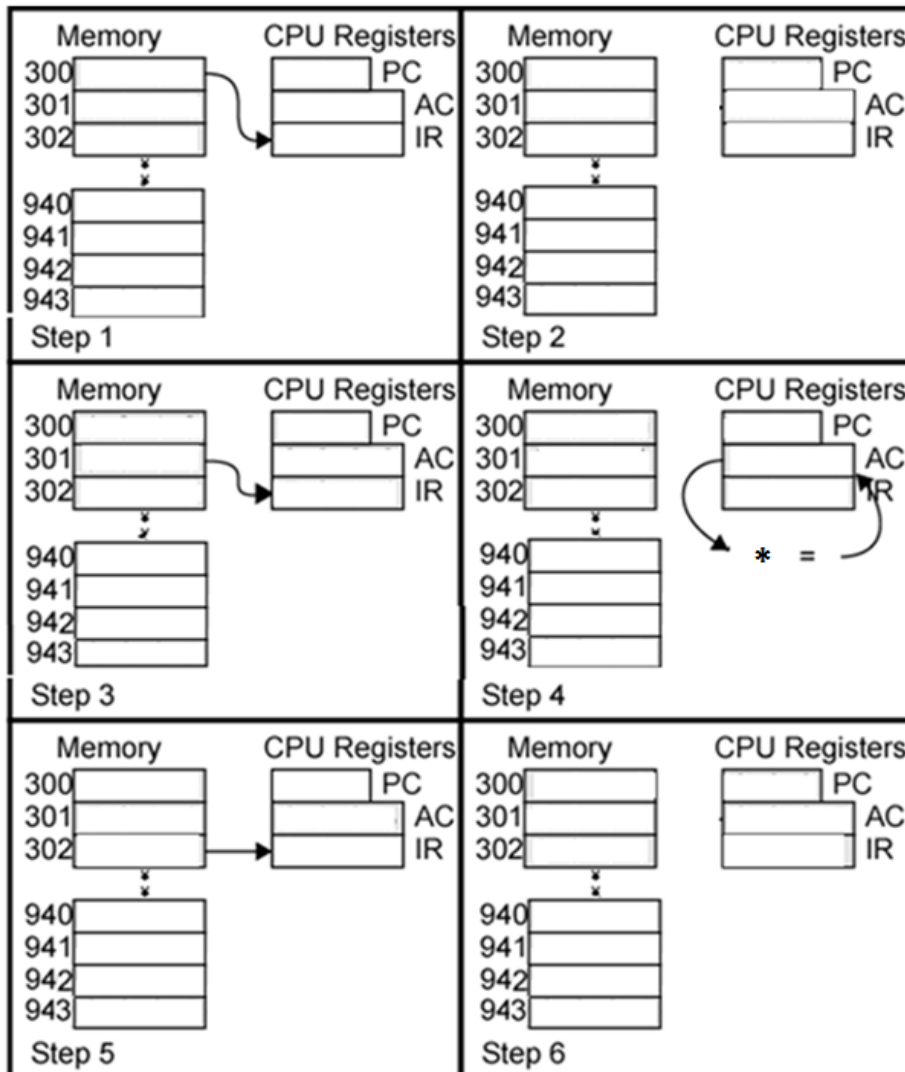 Memory CPU Registers
300 PC
301 AC
302 IR
940
941
942
943
Step 1
Memory CPU Registers
300 PC
301 AC
302 IR
940
941
942
943
Step 2
Memory CPU Registers
300 PC
301 AC
302 IR
940
941
942
943
Step 3
Memory CPU Registers
300 PC
301 AC
302 IR
940 * =
941
942
943
Step 4
Memory CPU Registers
300 PC
301 AC
302 IR
940
941
942
943
Step 5
Memory CPU Registers
300 PC
301 AC
302 IR
940
941
942
943
Step 6